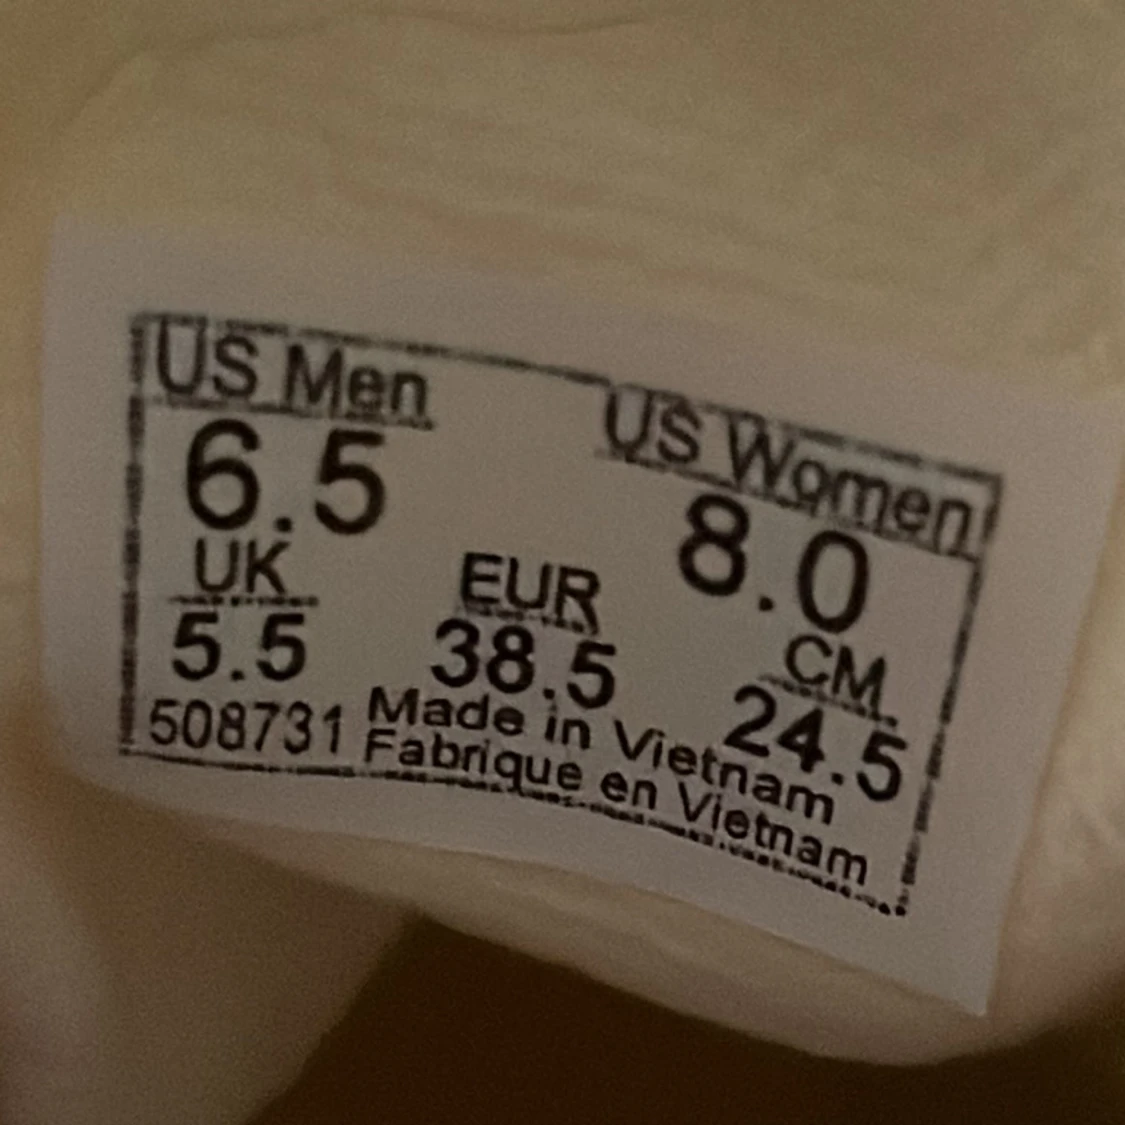 US Men US Women
6.5 8.0
UK EUR CM
5.5 38.5 24.5
508731 Made in Vietnam
Fabrique en Vietnam